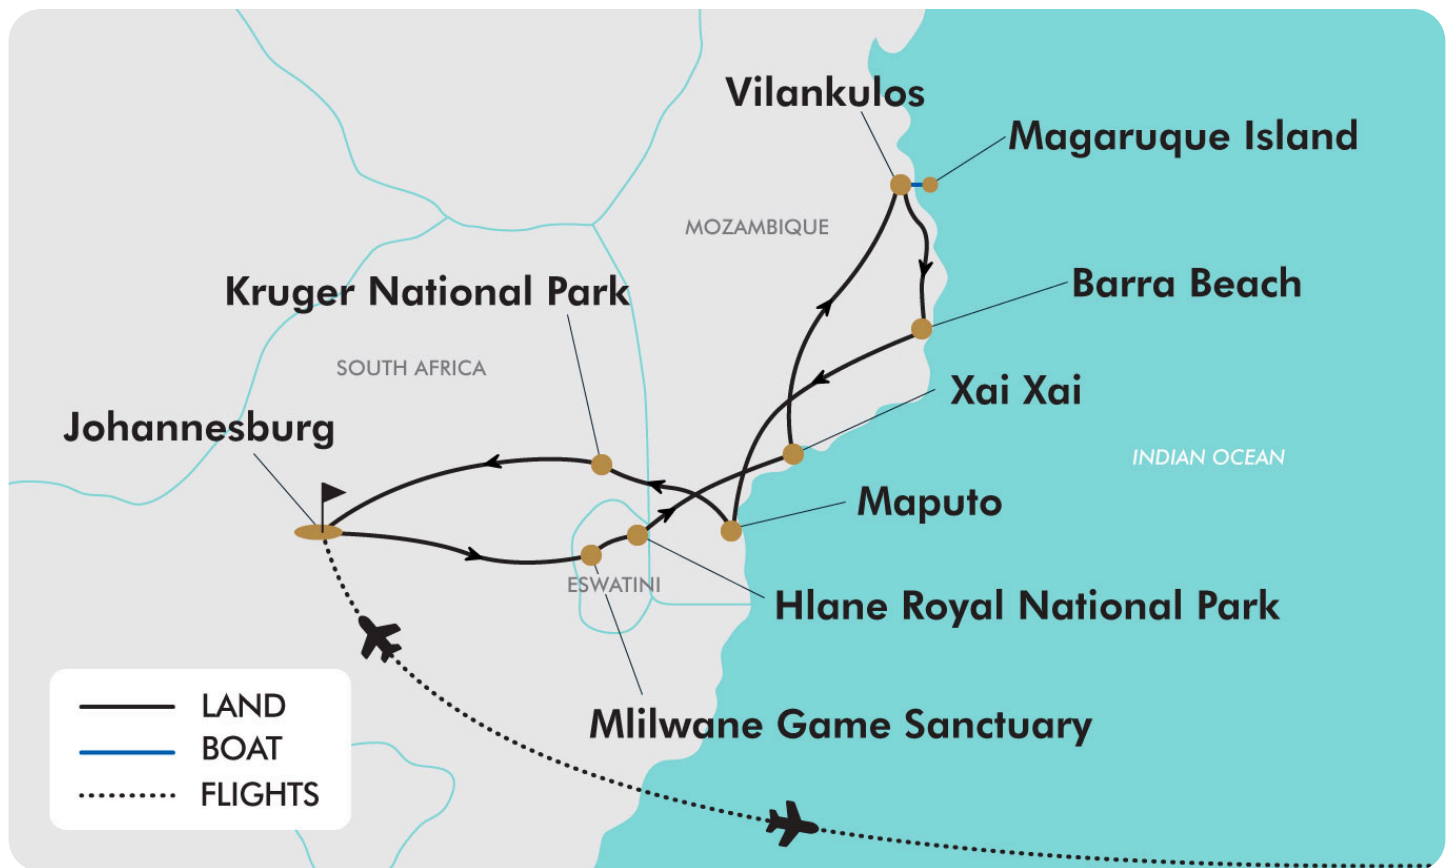 Vilankulos
Magaruque Island
MOZAMBIQUE
Kruger National Park
Barra Beach
SOUTH AFRICA
Xai Xai
Johannesburg
INDIAN OCEAN
Maputo
ESWATINI
Hlane Royal National Park
Mlilwane Game Sanctuary
LAND
BOAT
FLIGHTS